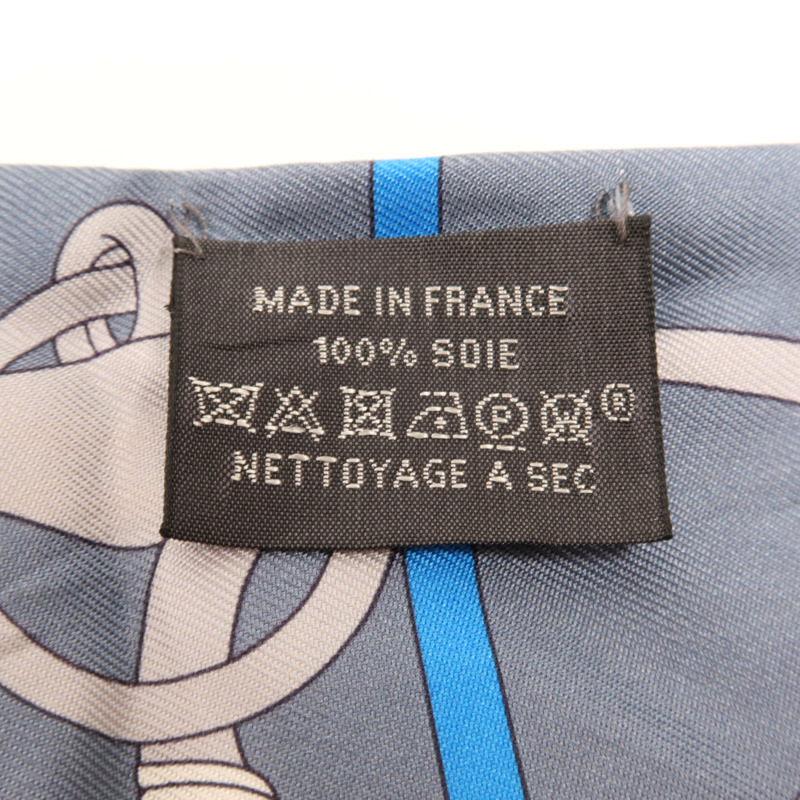 MADE IN FRANCE
100% SOIE
P W ®
NETTOYAGE A SEC